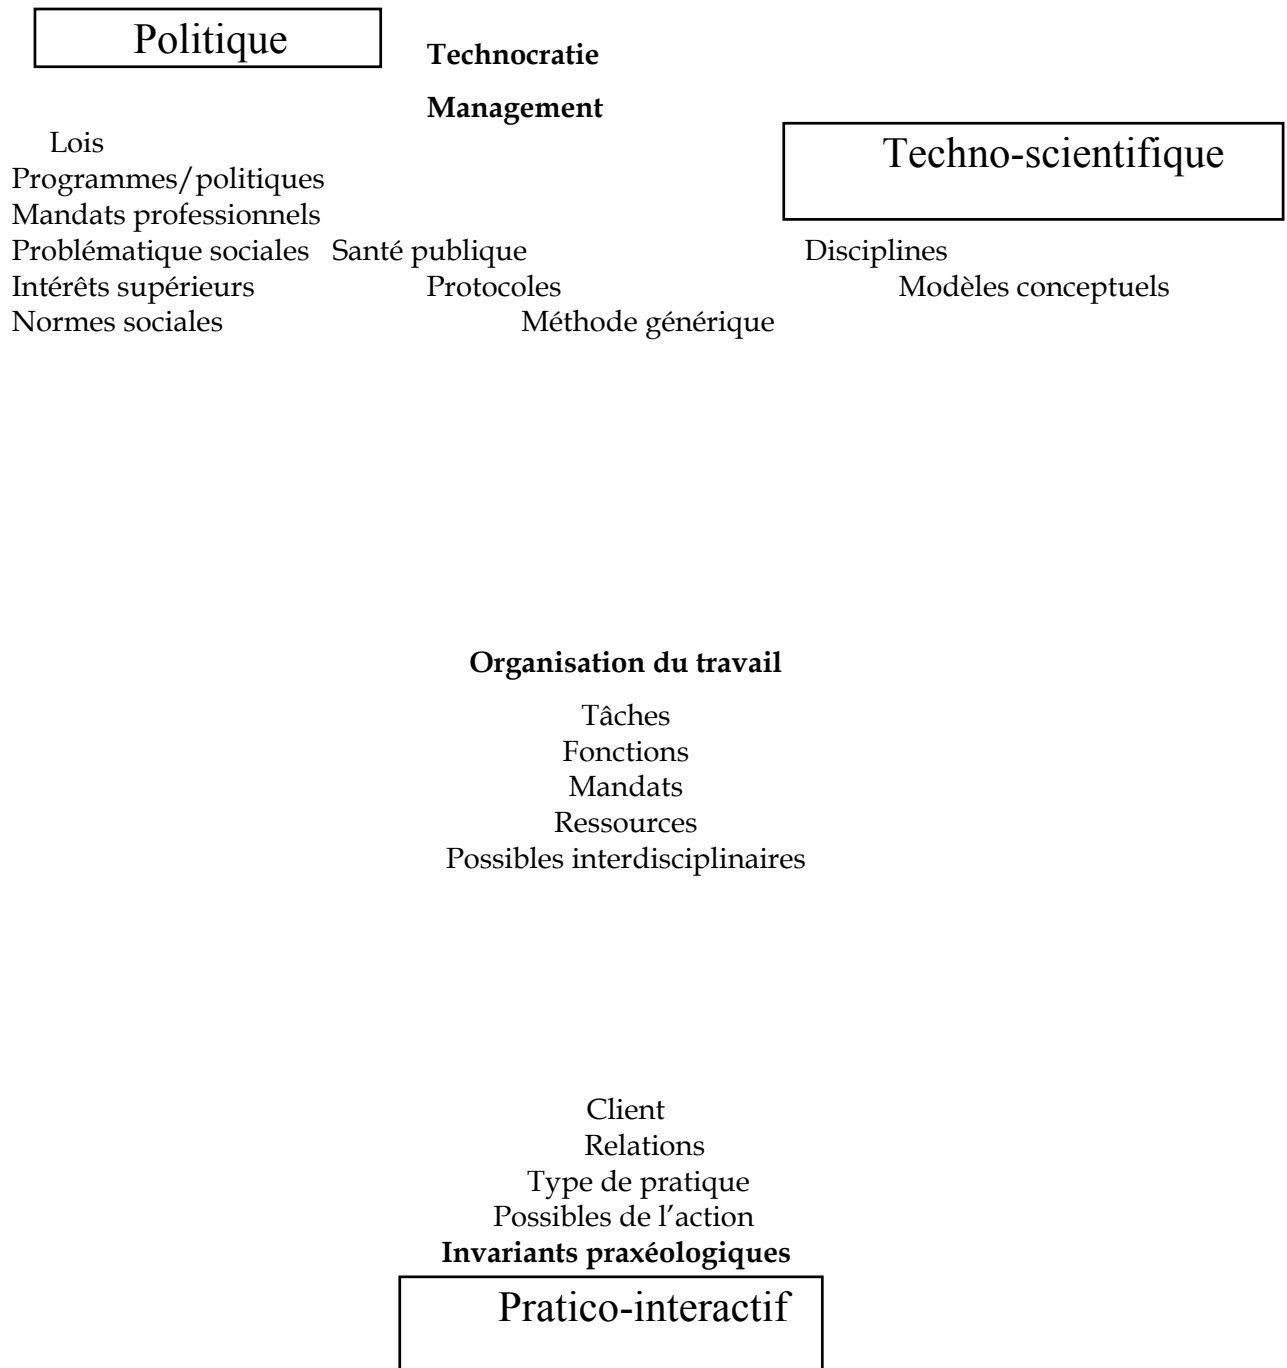 Politique
Technocratie
Management
Lois
Techno-scientifique
Programmes/politiques
Mandats professionnels
Problématique sociales Santé publique Disciplines
Intérêts supérieurs Protocoles Modèles conceptuels
Normes sociales Méthode générique
Organisation du travail
Tâches
Fonctions
Mandats
Ressources
Possibles interdisciplinaires
Client
Relations
Type de pratique
Possibles de l’action
Invariants praxéologiques
Pratico-interactif